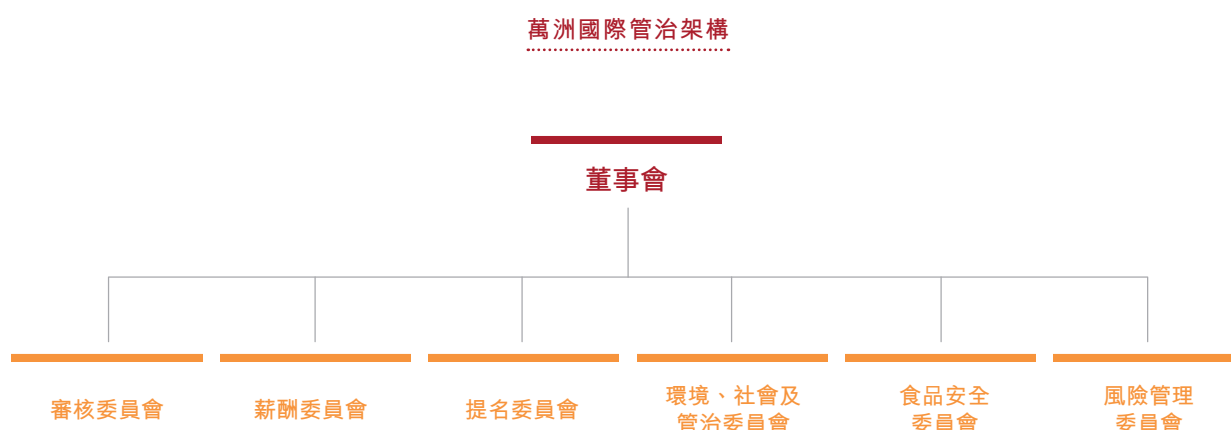 萬洲國際管治架構
董事會
審核委員會
薪酬委員會
提名委員會
環境、社會及
管治委員會
食品安全
委員會
風險管理
委員會